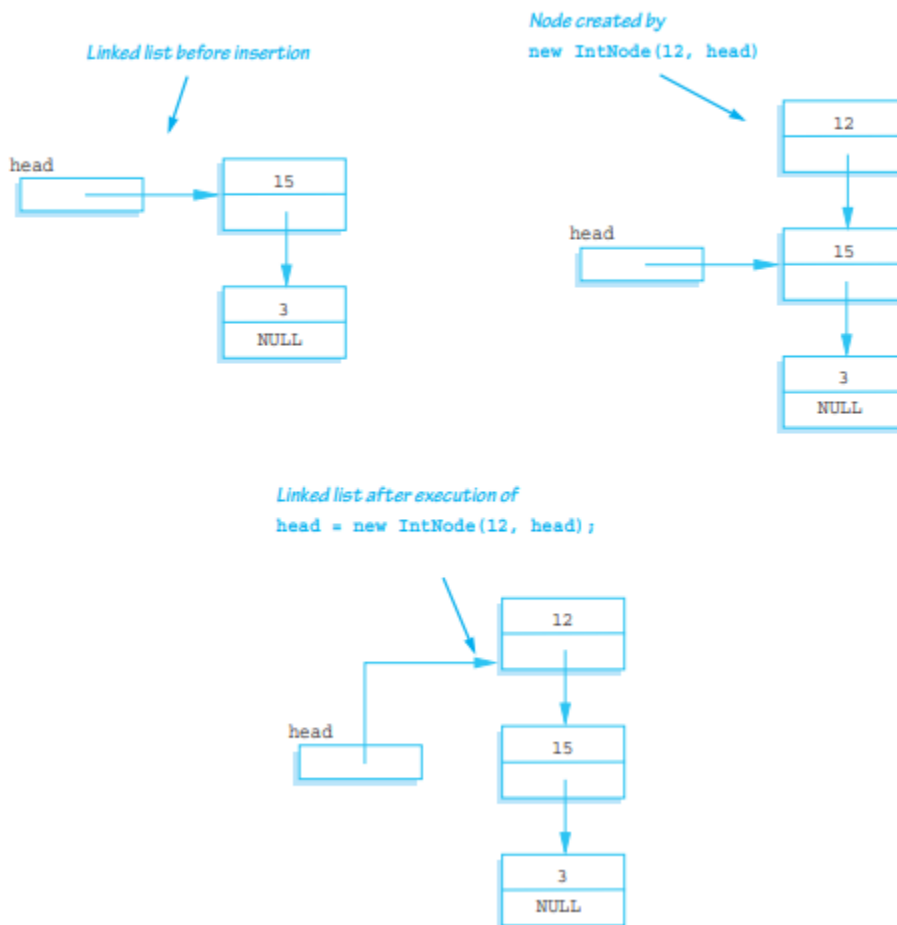 Linked list before insertion
head
15
3
NULL
Node created by
new IntNode(12, head)
12
head
15
3
NULL
Linked list after execution of
head = new IntNode(12, head);
12
head
15
3
NULL